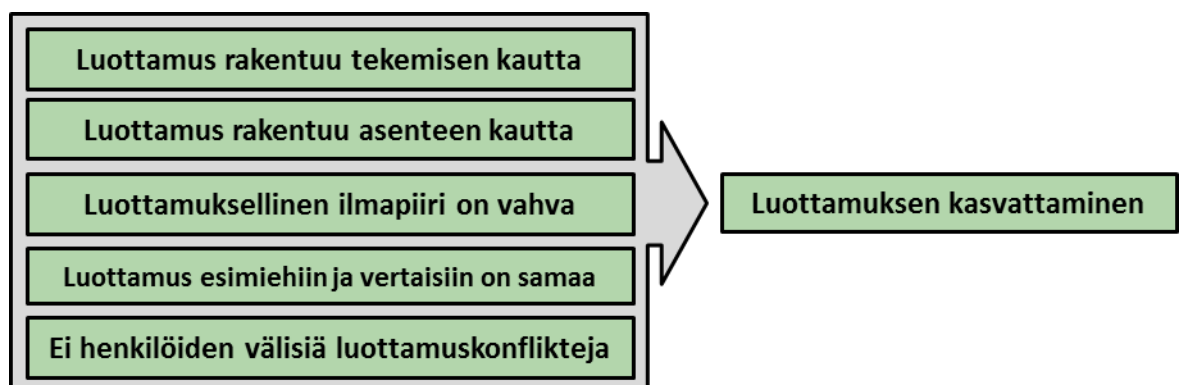 Luottamus rakentuu tekemisen kautta
Luottamus rakentuu asenteen kautta
Luottamuksellinen ilmapiiri on vahva
Luottamus esimiehiin ja vertaisiin on samaa
Ei henkilöiden välisiä luottamuskonflikteja
Luottamuksen kasvattaminen